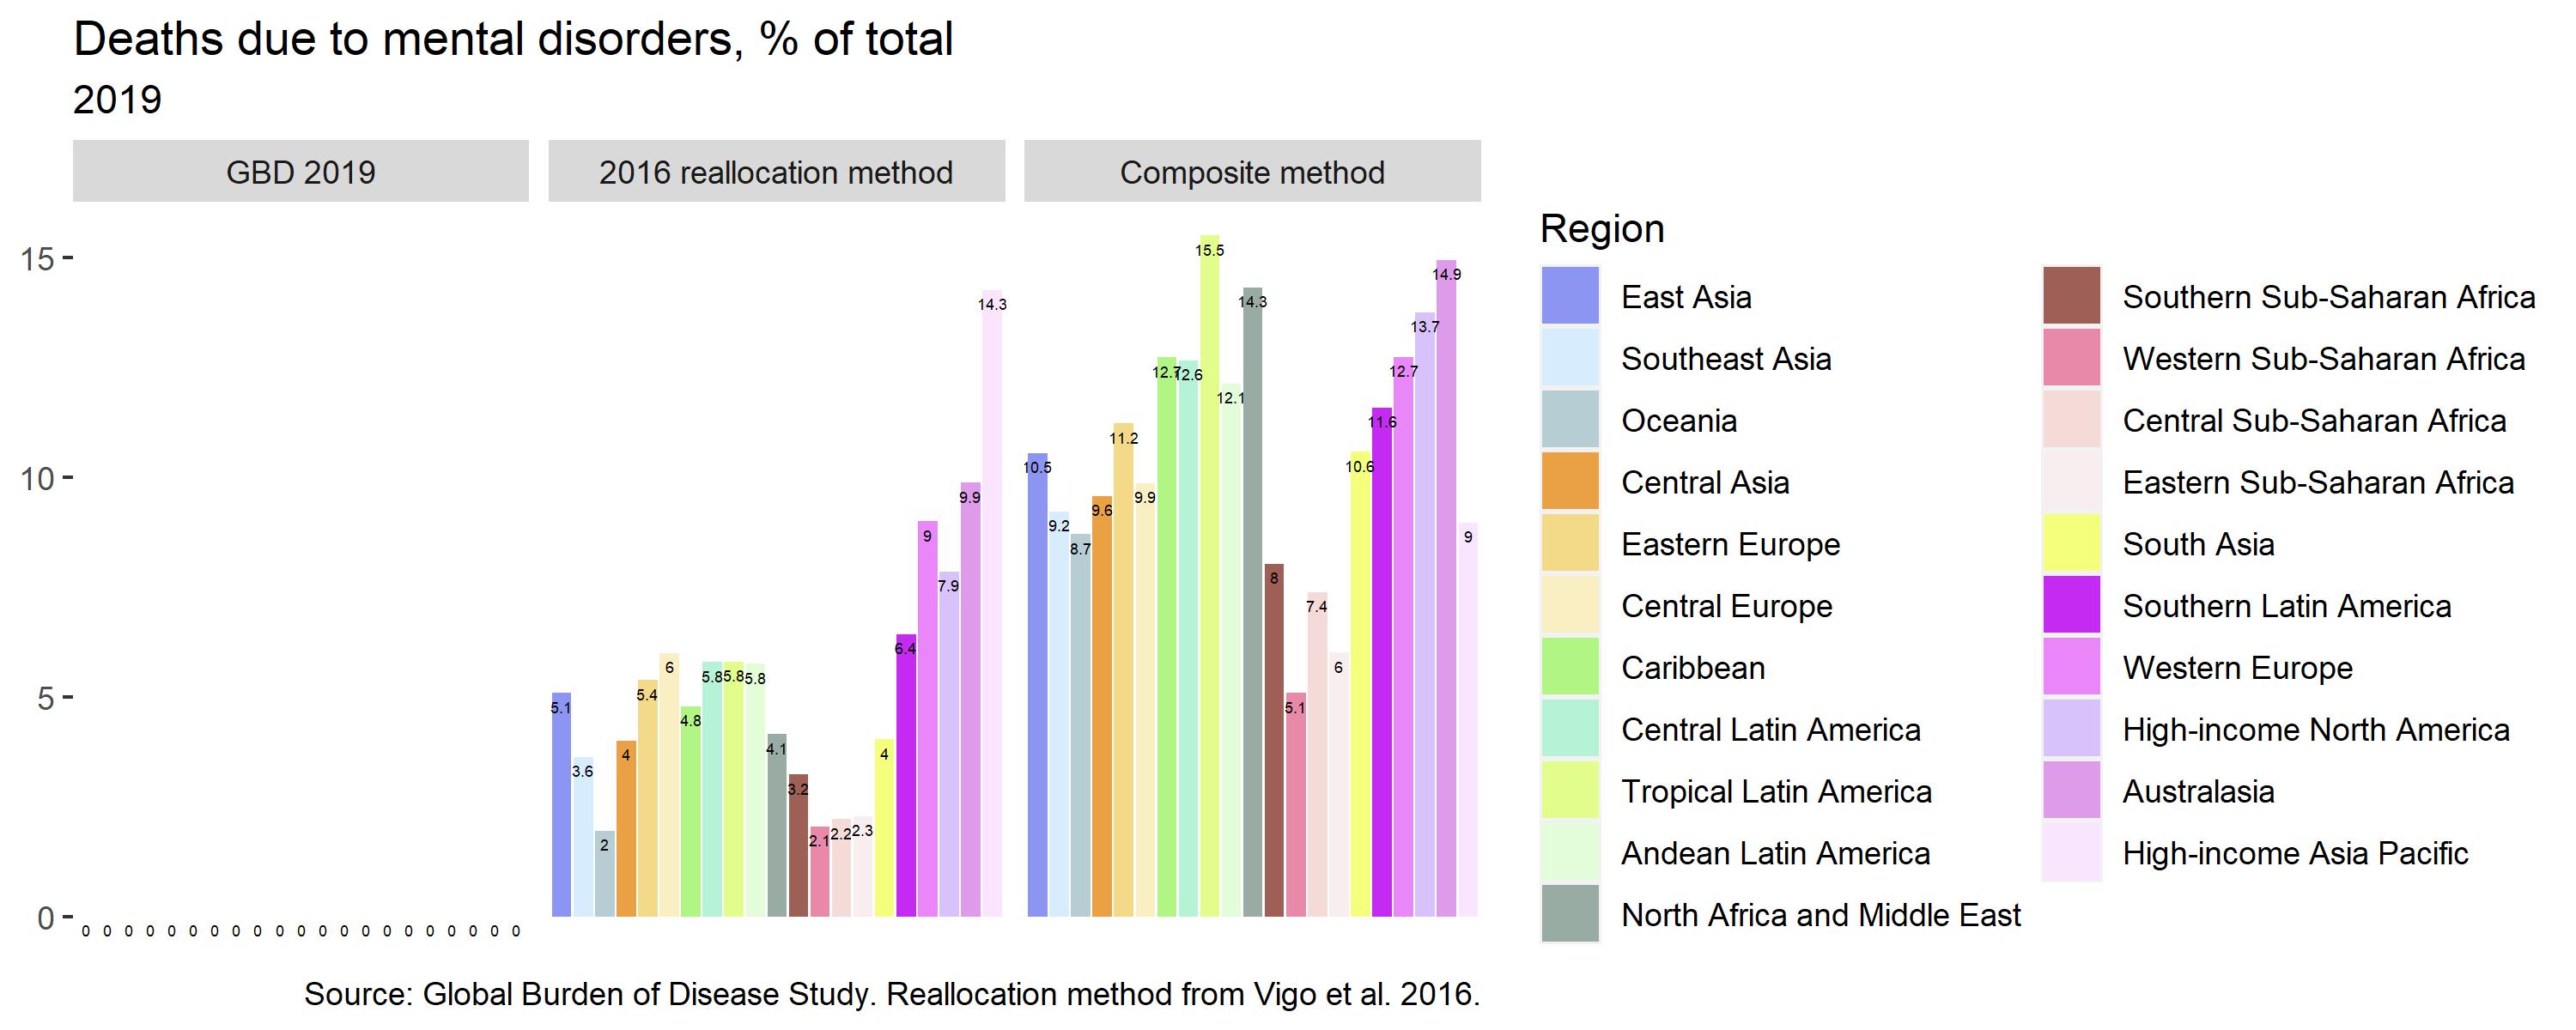 Deaths due to mental disorders, % of total
2019
GBD 2019
2016 reallocation method
Composite method
15
10
5
0
0 0 0 0 0 0 0 0 0 0 0 0 0 0 0 0 0 0 0 0 0
5.1 3.6 2 4 5.4 6 4.8 5.8 5.8 5.8 4.1 3.2 2.1 2.2 2.3 4 6.4 9 7.9 9.9 14.3
10.5 9.2 8.7 9.6 11.2 9.9 12.7 12.6 15.5 12.1 14.3 8 5.1 7.4 6 10.6 11.6 12.7 13.7 14.9 9
Region
East Asia
Southeast Asia
Oceania
Central Asia
Eastern Europe
Central Europe
Caribbean
Central Latin America
Tropical Latin America
Andean Latin America
North Africa and Middle East
Southern Sub-Saharan Africa
Western Sub-Saharan Africa
Central Sub-Saharan Africa
Eastern Sub-Saharan Africa
South Asia
Southern Latin America
Western Europe
High-income North America
Australasia
High-income Asia Pacific
Source: Global Burden of Disease Study. Reallocation method from Vigo et al. 2016.